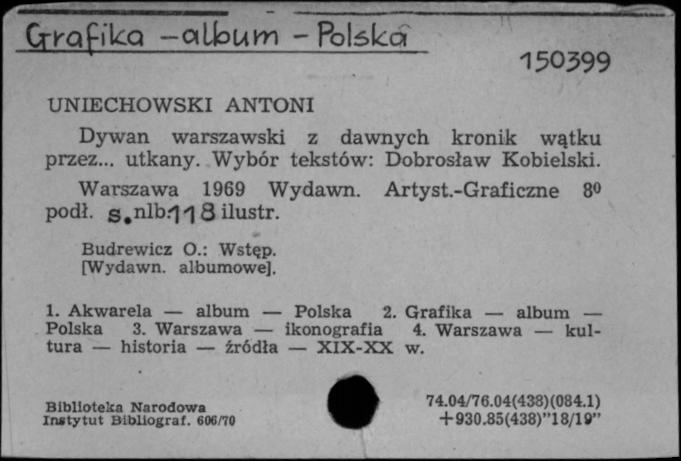 Grafika - album - Polska
150399
UNIECHOWSKI ANTONI
Dywan warszawski z dawnych kronik wątku
przez... utkany. Wybór tekstów: Dobrosław Kobielski.
Warszawa 1969 Wydawn. Artyst.-Graficzne 8⁰
podł. s.nlb.118 ilustr.
Budrewicz O.: Wstęp.
[Wydawn. albumowe].
1. Akwarela — album — Polska 2. Grafika — album —
Polska 3. Warszawa — ikonografia 4. Warszawa — kul-
tura — historia — źródła — XIX-XX w.
Biblioteka Narodowa
Instytut Bibliograf. 606/70
74.04/76.04(438)(084.1)
+930.85(438)"18/19"